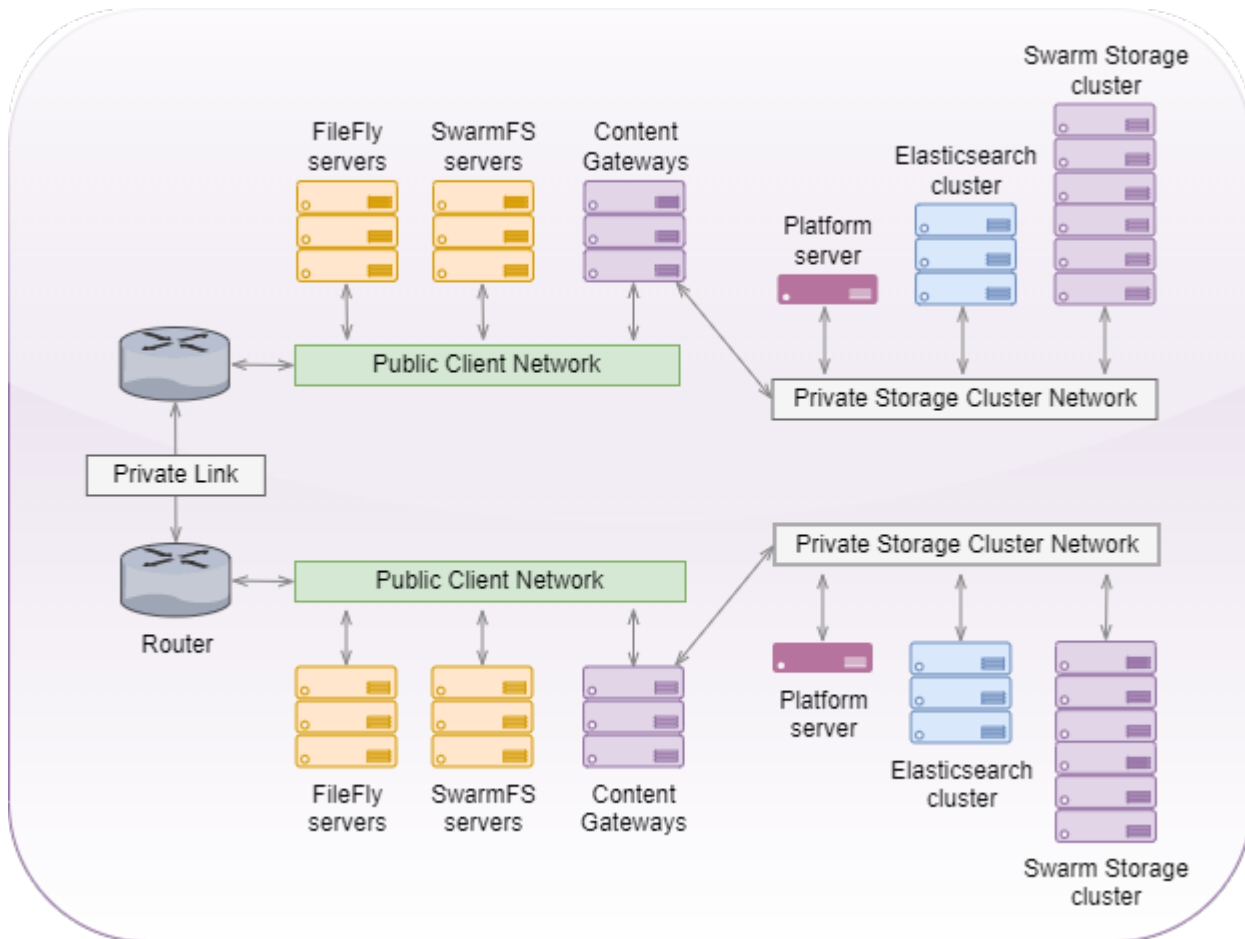 Swarm Storage
cluster
FileFly
servers
SwarmFS
servers
Content
Gateways
Elasticsearch
cluster
Platform
server
Public Client Network
Private Storage Cluster Network
Private Link
Private Storage Cluster Network
Public Client Network
Router
Platform
server
Elasticsearch
cluster
FileFly
servers
SwarmFS
servers
Content
Gateways
Swarm Storage
cluster